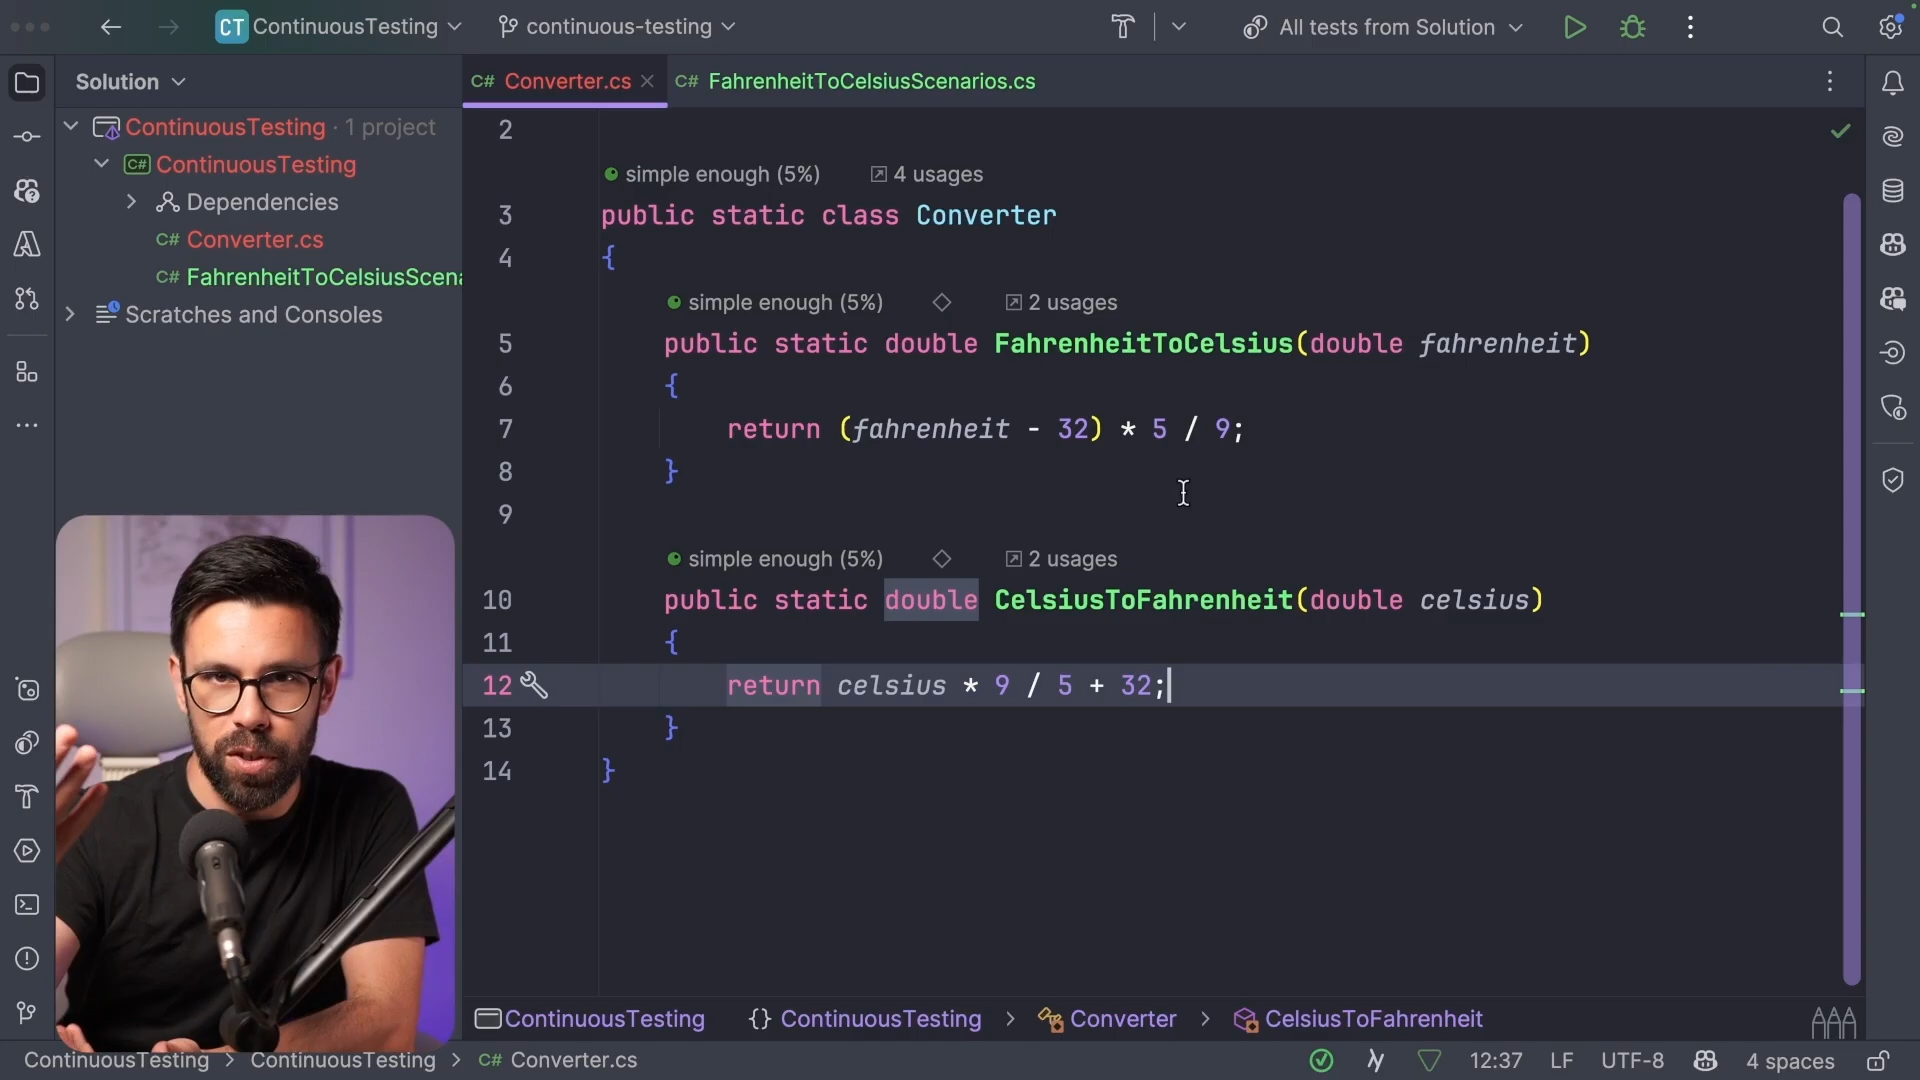 CT ContinuousTesting continuous-testing All tests from Solution
Solution
C# Converter.cs C# FahrenheitToCelsiusScenarios.cs
ContinuousTesting · 1 project
C# ContinuousTesting
Dependencies
C# Converter.cs
C# FahrenheitToCelsiusScena
Scratches and Consoles
2
simple enough (5%) 4 usages
3 public static class Converter
4 {
simple enough (5%) 2 usages
5 public static double FahrenheitToCelsius(double fahrenheit)
6 {
7 return (fahrenheit - 32) * 5 / 9;
8 }
9
simple enough (5%) 2 usages
10 public static double CelsiusToFahrenheit(double celsius)
11 {
12 return celsius * 9 / 5 + 32;
13 }
14 }
ContinuousTesting {} ContinuousTesting > Converter > CelsiusToFahrenheit
ContinuousTesting > ContinuousTesting > C# Converter.cs 12:37 LF UTF-8 4 spaces